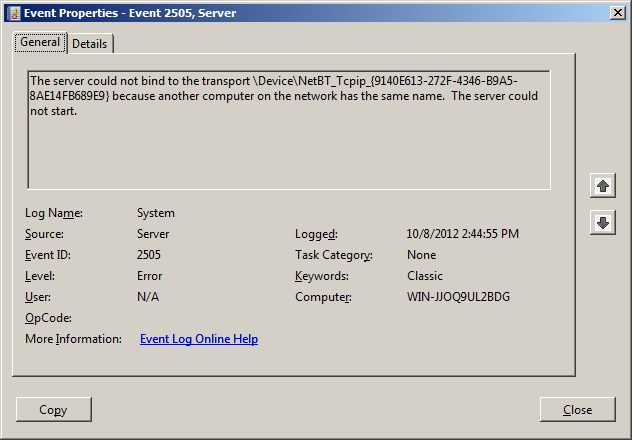 Event Properties - Event 2505, Server
General Details
The server could not bind to the transport \Device\NetBT_Tcpip_{9140E613-272F-4346-B9A5-
8AE14FB689E9} because another computer on the network has the same name.  The server could
not start.
Log Name: System
Source: Server Logged: 10/8/2012 2:44:55 PM
Event ID: 2505 Task Category: None
Level: Error Keywords: Classic
User: N/A Computer: WIN-JJOQ9UL2BDG
OpCode:
More Information: Event Log Online Help
Copy Close